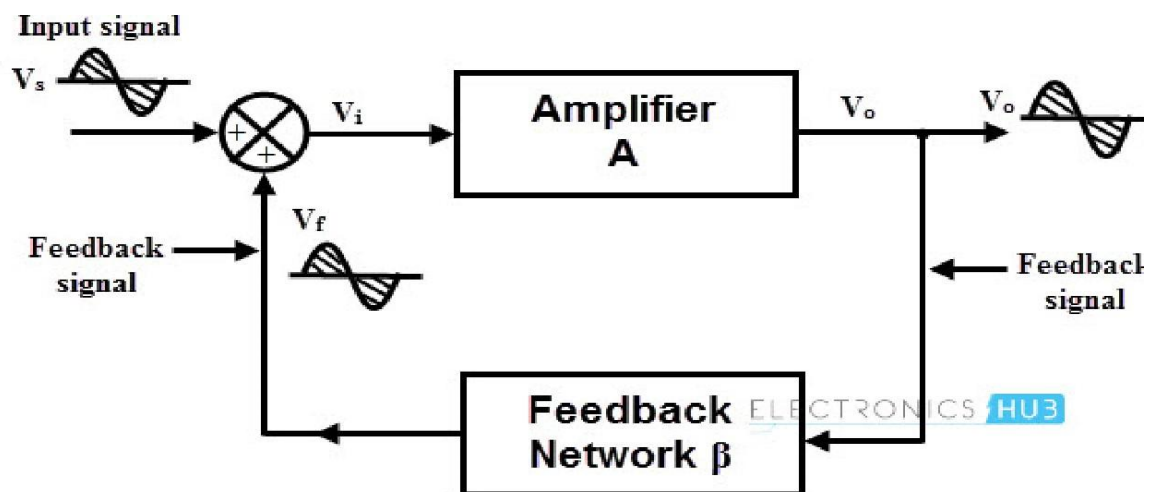 Input signal
Vs
+
+
Vi
Amplifier
A
Vo
Vo
Vf
Feedback
signal
Feedback
signal
Feedback
Network β
ELECTRONICS HUB